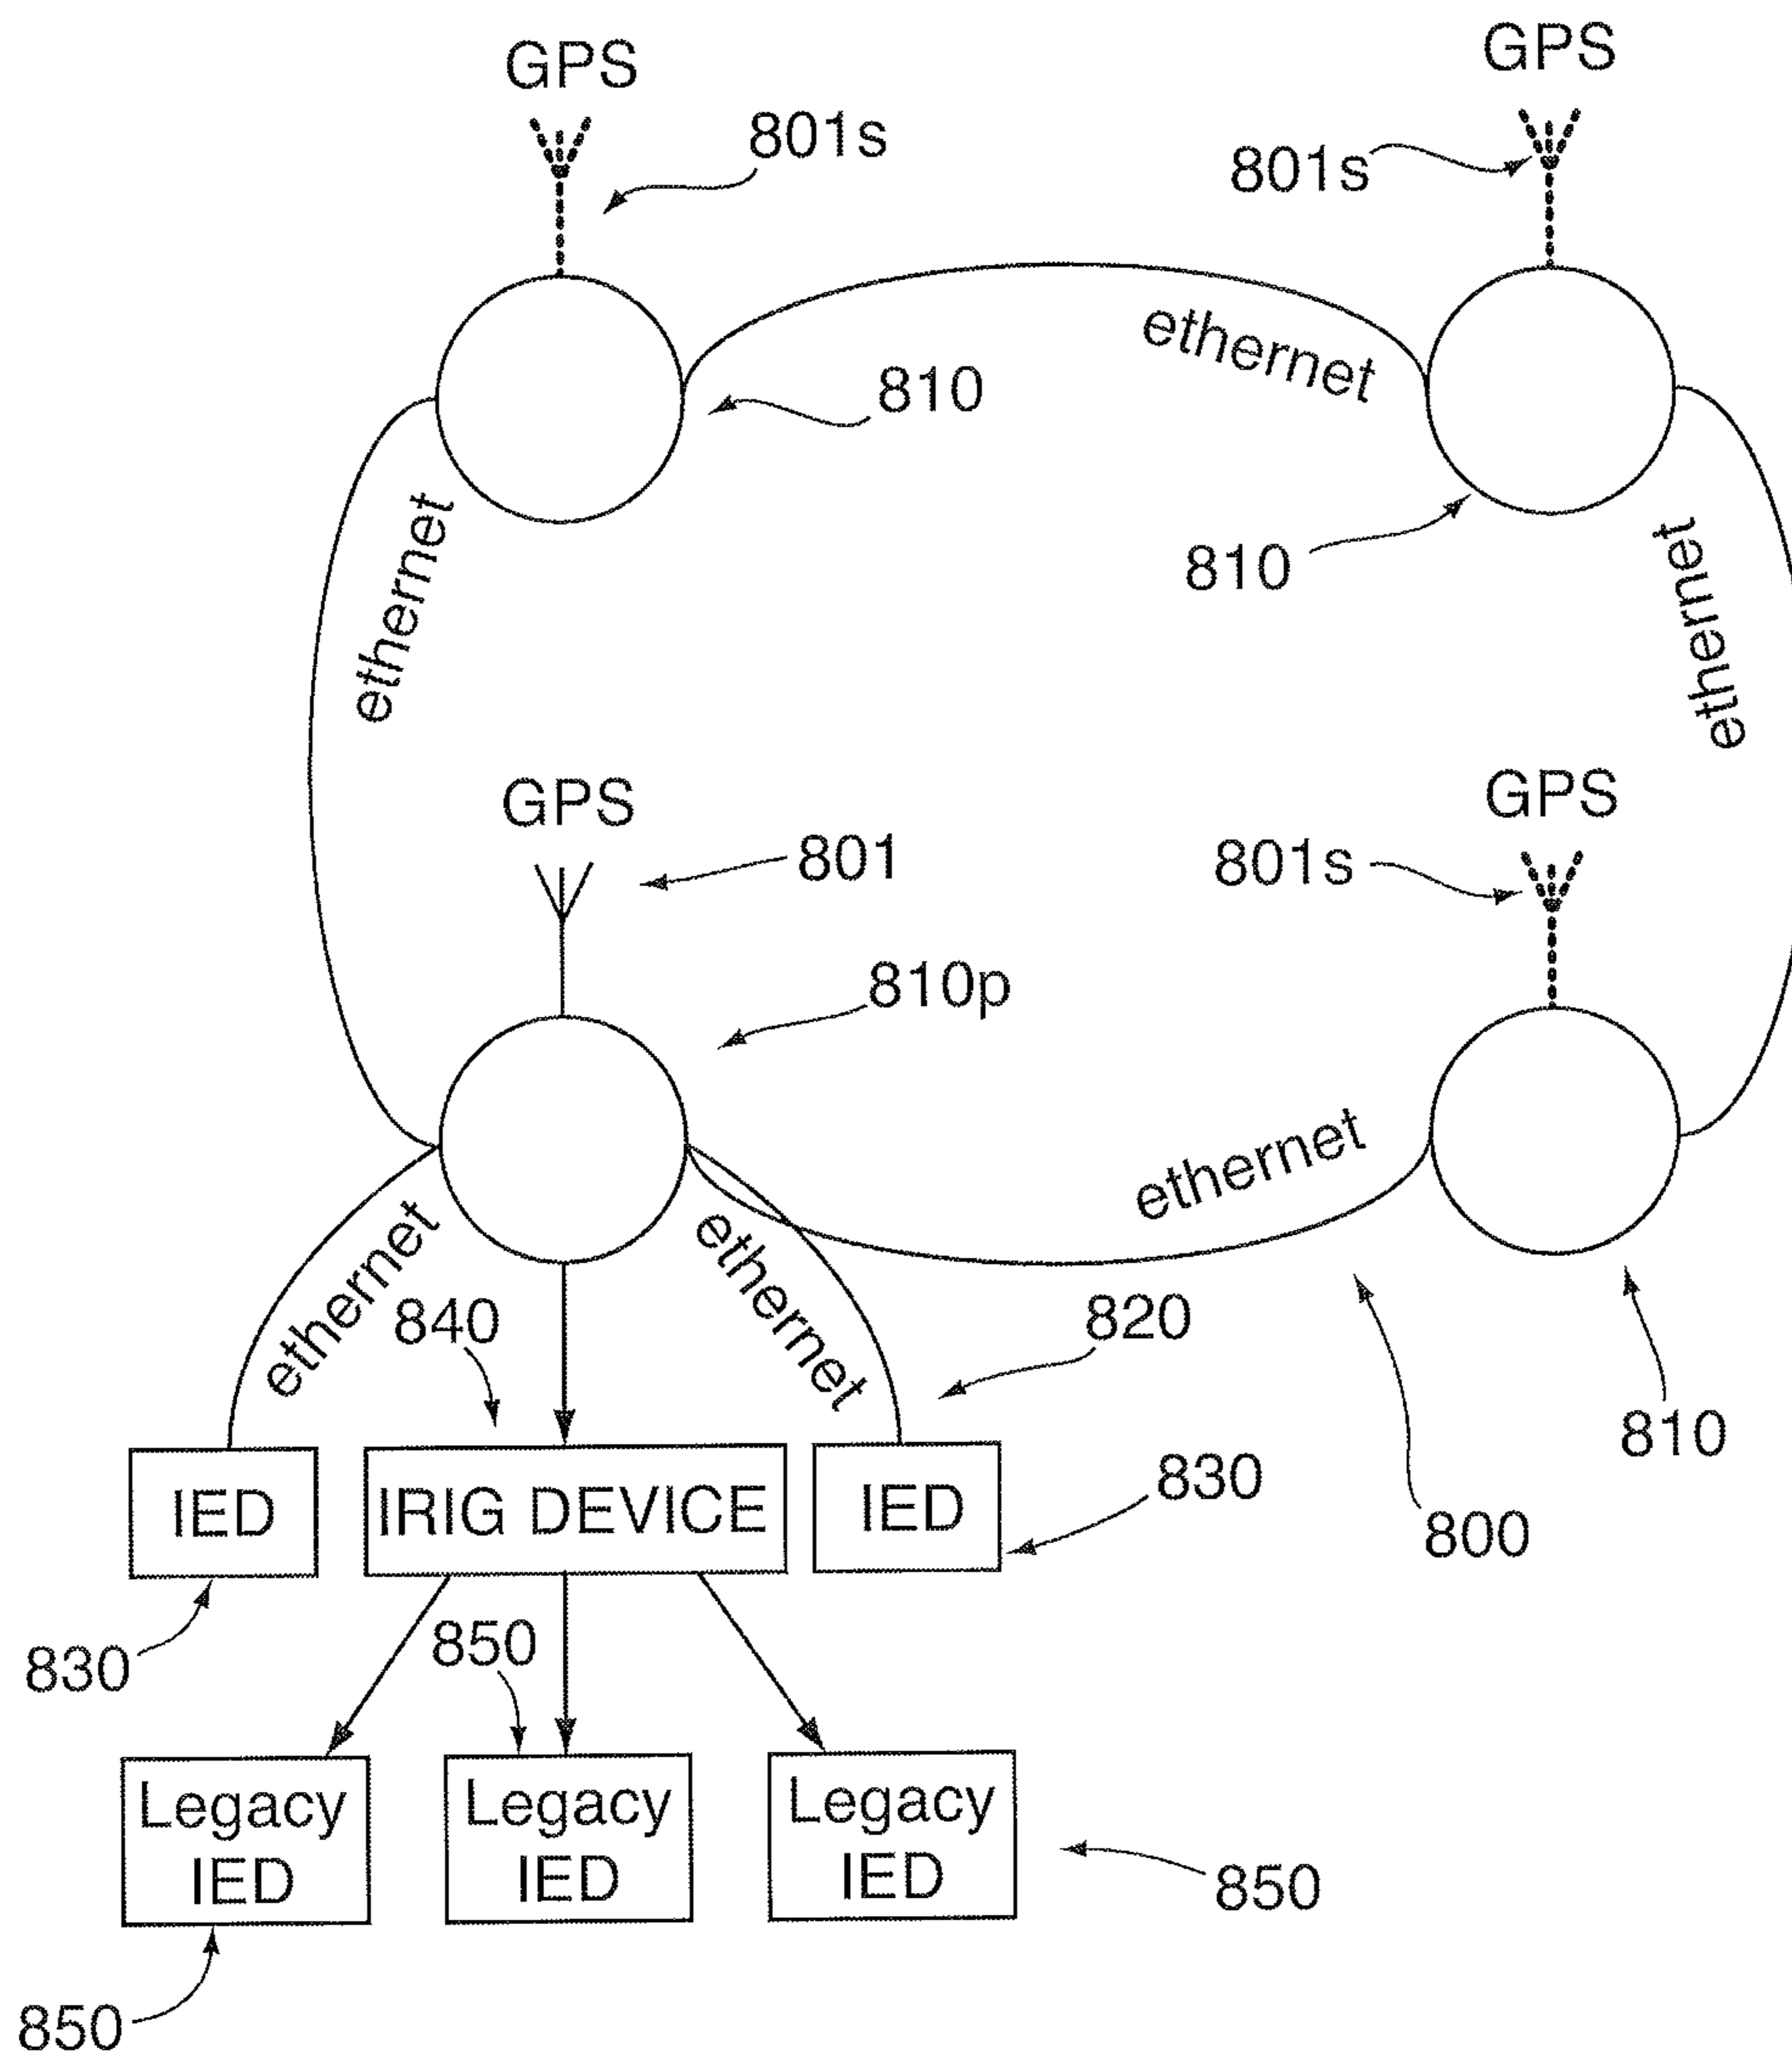 GPS
GPS
801s
801s
ethernet
810
810
ethernet
ethernet
GPS
GPS
801
801s
810p
ethernet
ethernet
ethernet
840
820
810
IED
IRIG DEVICE
IED
830
800
830
850
Legacy
IED
Legacy
IED
Legacy
IED
850
850